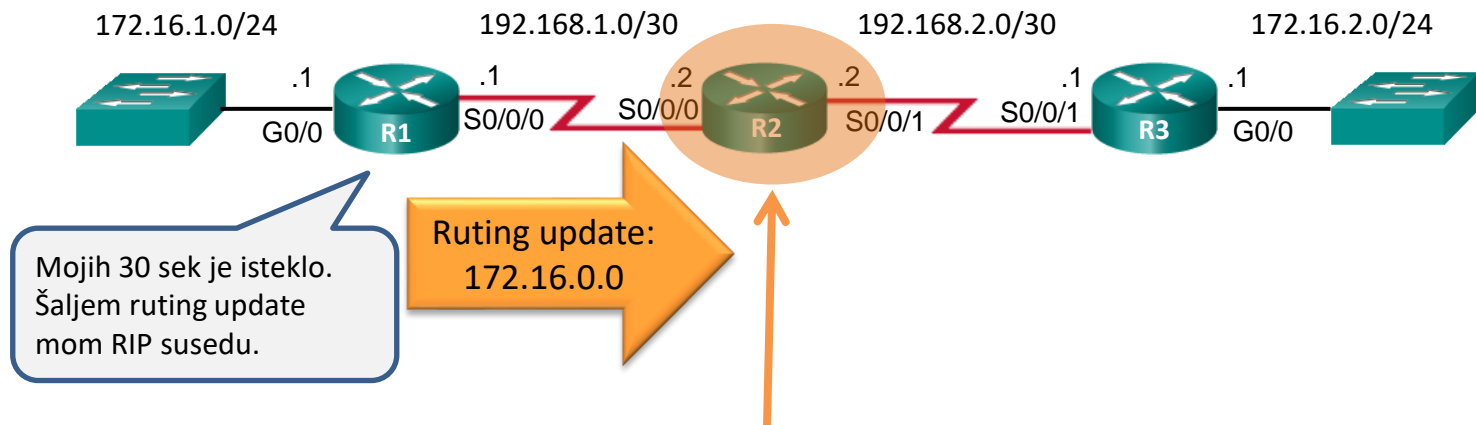 172.16.1.0/24 192.168.1.0/30 192.168.2.0/30 172.16.2.0/24
.1 .1 .2 .2 .1 .1
G0/0 R1 S0/0/0 S0/0/0 R2 S0/0/1 S0/0/1 R3 G0/0
Mojih 30 sek je isteklo.
Šaljem ruting update
mom RIP susedu.
Ruting update:
172.16.0.0